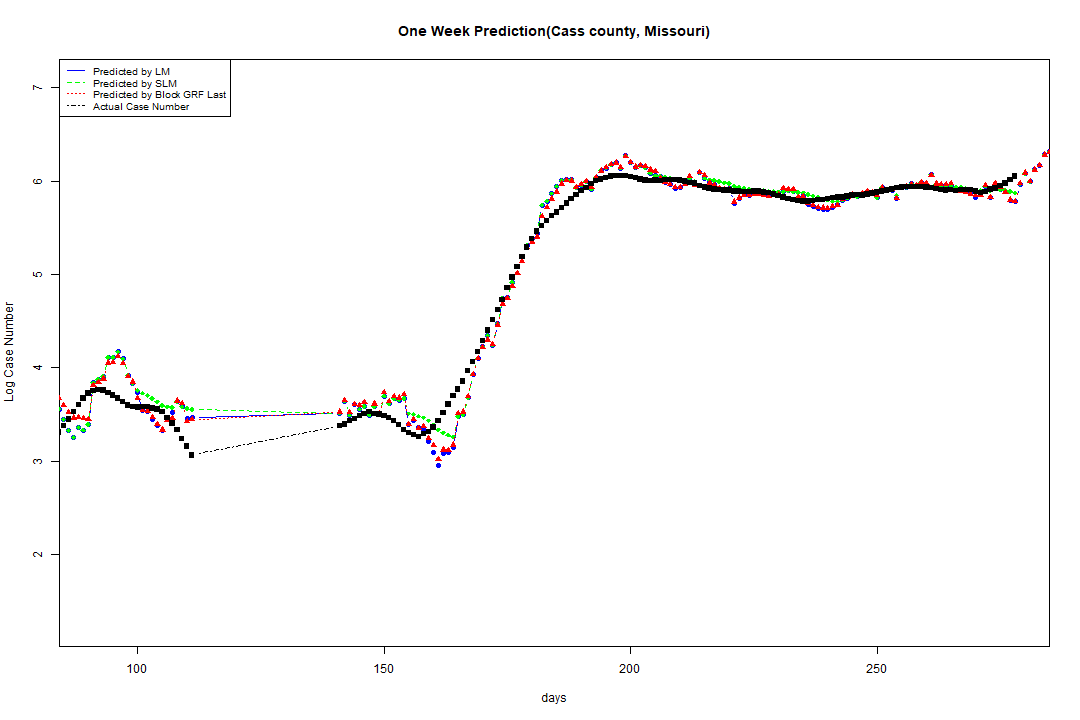 One Week Prediction(Cass county, Missouri)
Predicted by LM
Predicted by SLM
Predicted by Block GRF Last
Actual Case Number
7
6
5
4
3
2
Log Case Number
100 150 200 250
days